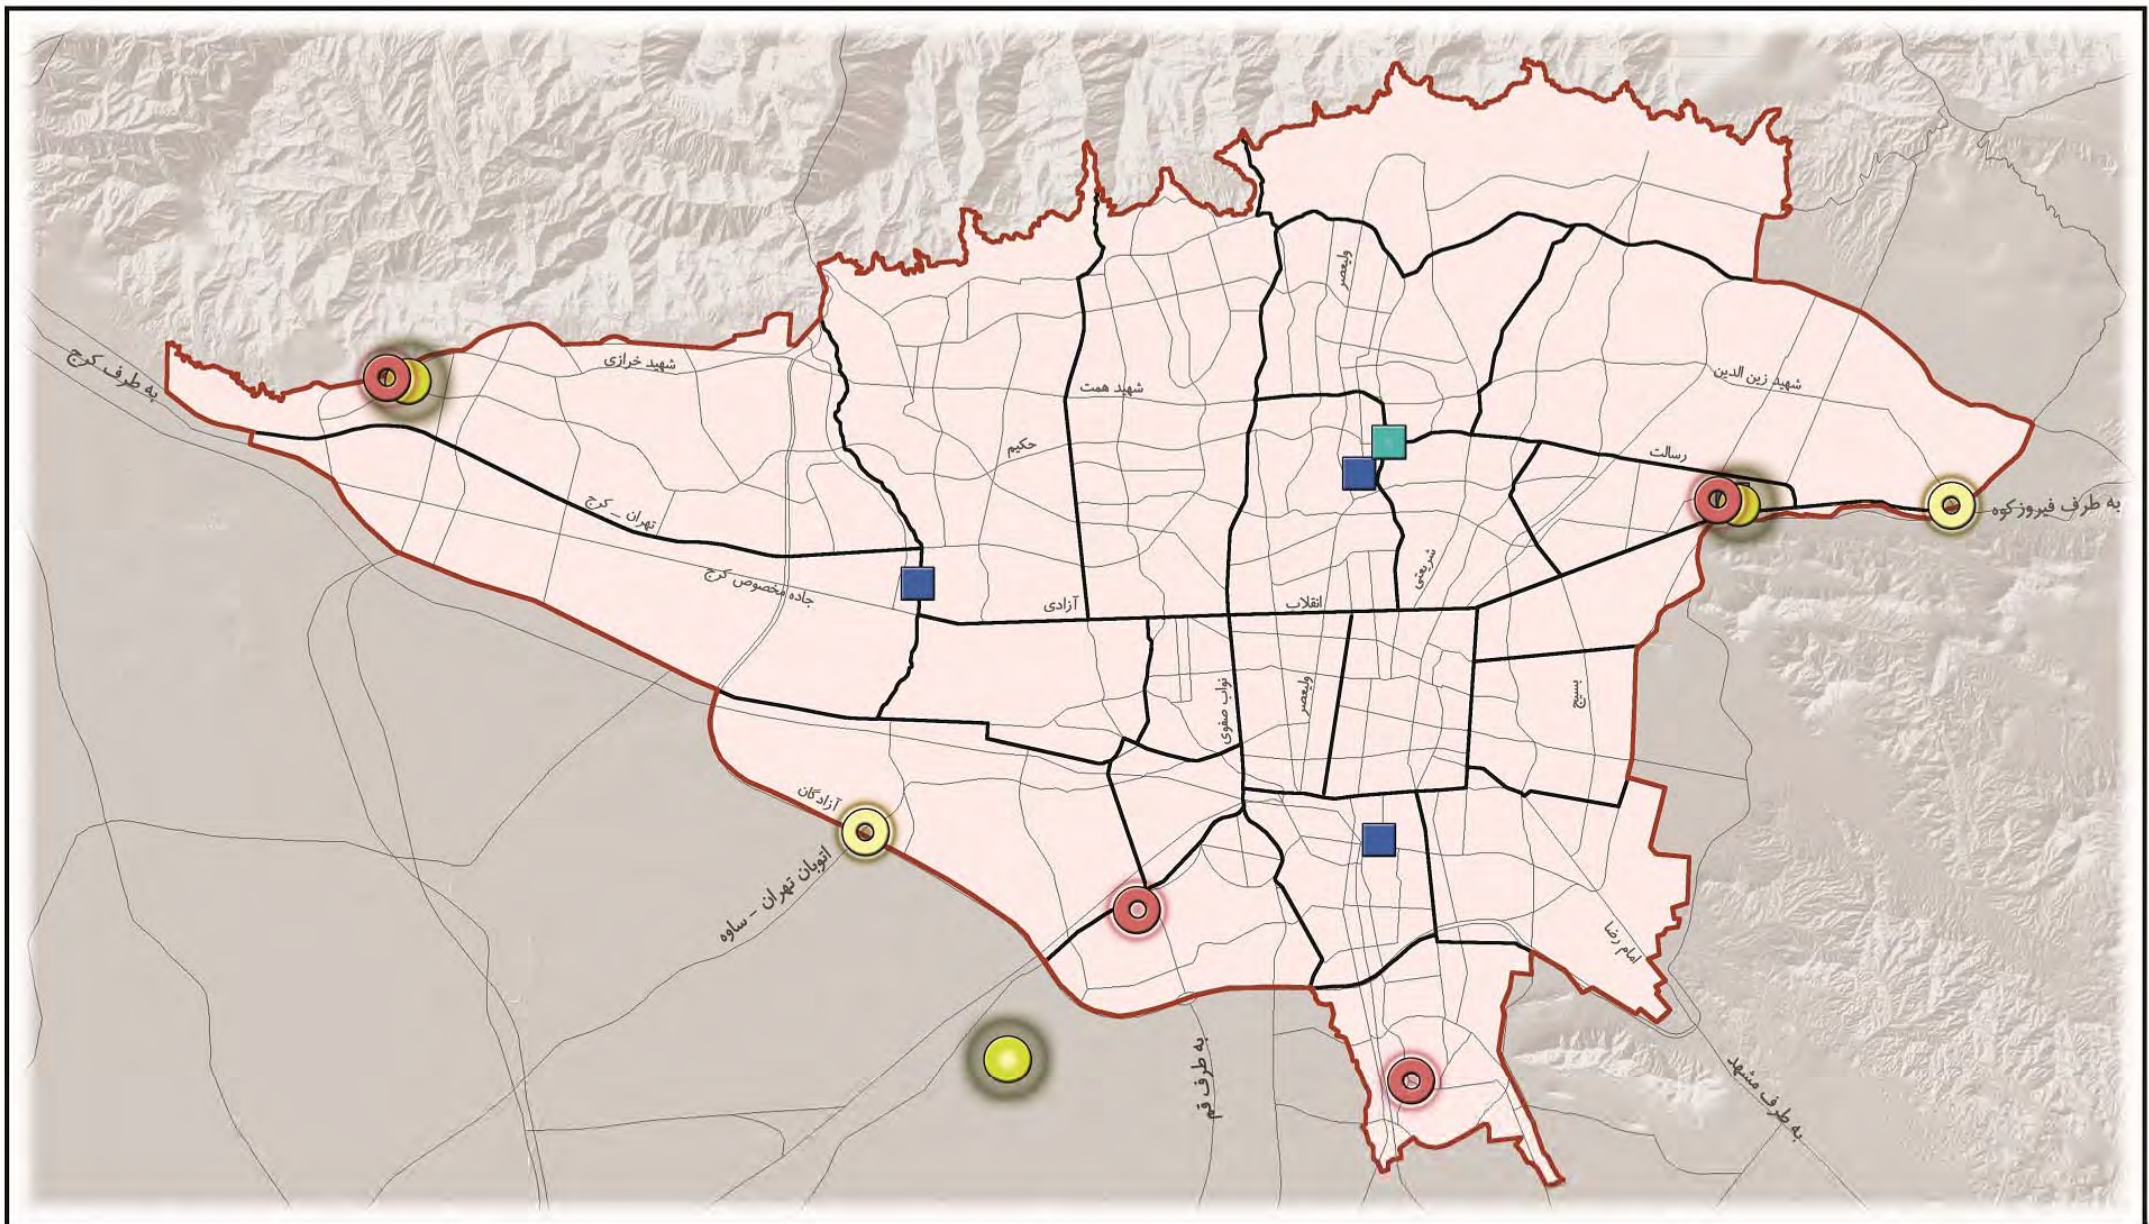 ولیعصر
به طرف کرج
شهید خرازی
شهید همت
شهید زین الدین
حکیم
رسالت
به طرف فیروزکوه
تهران _ کرج
جاده مخصوص کرج
آزادی
انقلاب
شریعتی
نواب صفوی
ولیعصر
بسیج
آزادگان
اتوبان تهران - ساوه
امام رضا
به طرف قم
به طرف مشهد